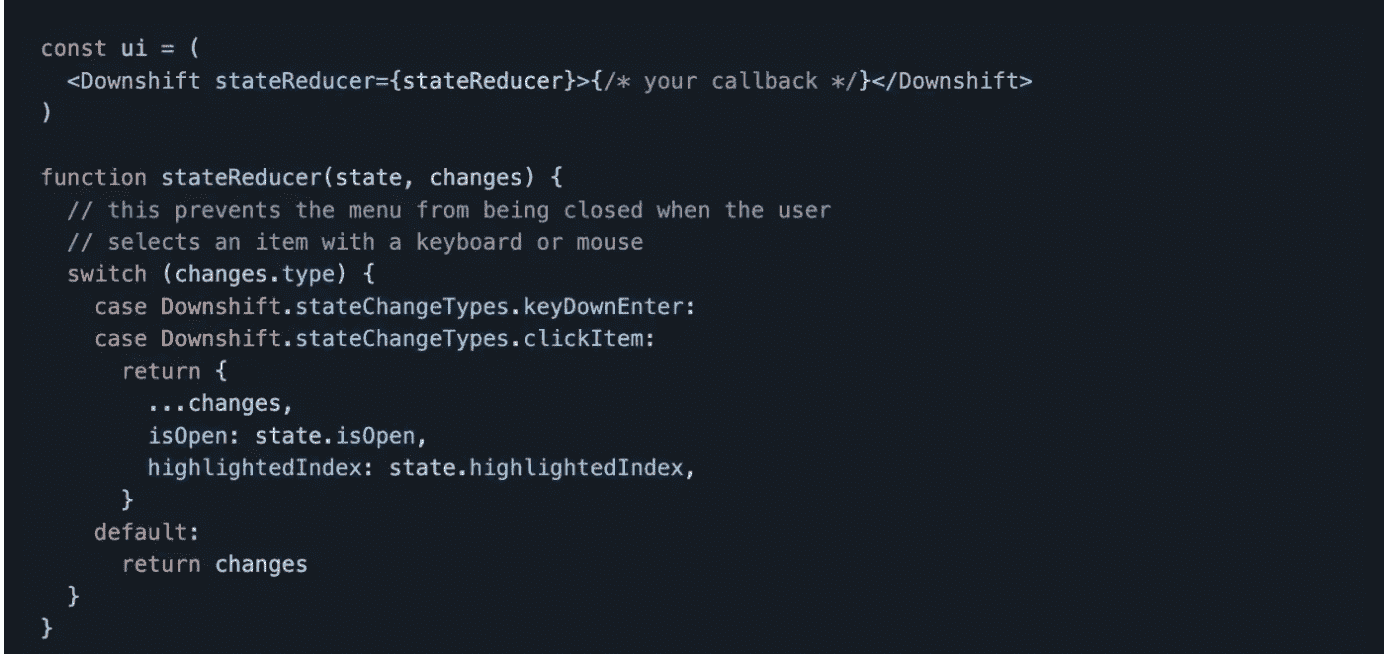 const ui = (
  <Downshift stateReducer={stateReducer}>{/* your callback */}</Downshift>
)

function stateReducer(state, changes) {
  // this prevents the menu from being closed when the user
  // selects an item with a keyboard or mouse
  switch (changes.type) {
    case Downshift.stateChangeTypes.keyDownEnter:
    case Downshift.stateChangeTypes.clickItem:
      return {
        ...changes,
        isOpen: state.isOpen,
        highlightedIndex: state.highlightedIndex,
      }
    default:
      return changes
  }
}